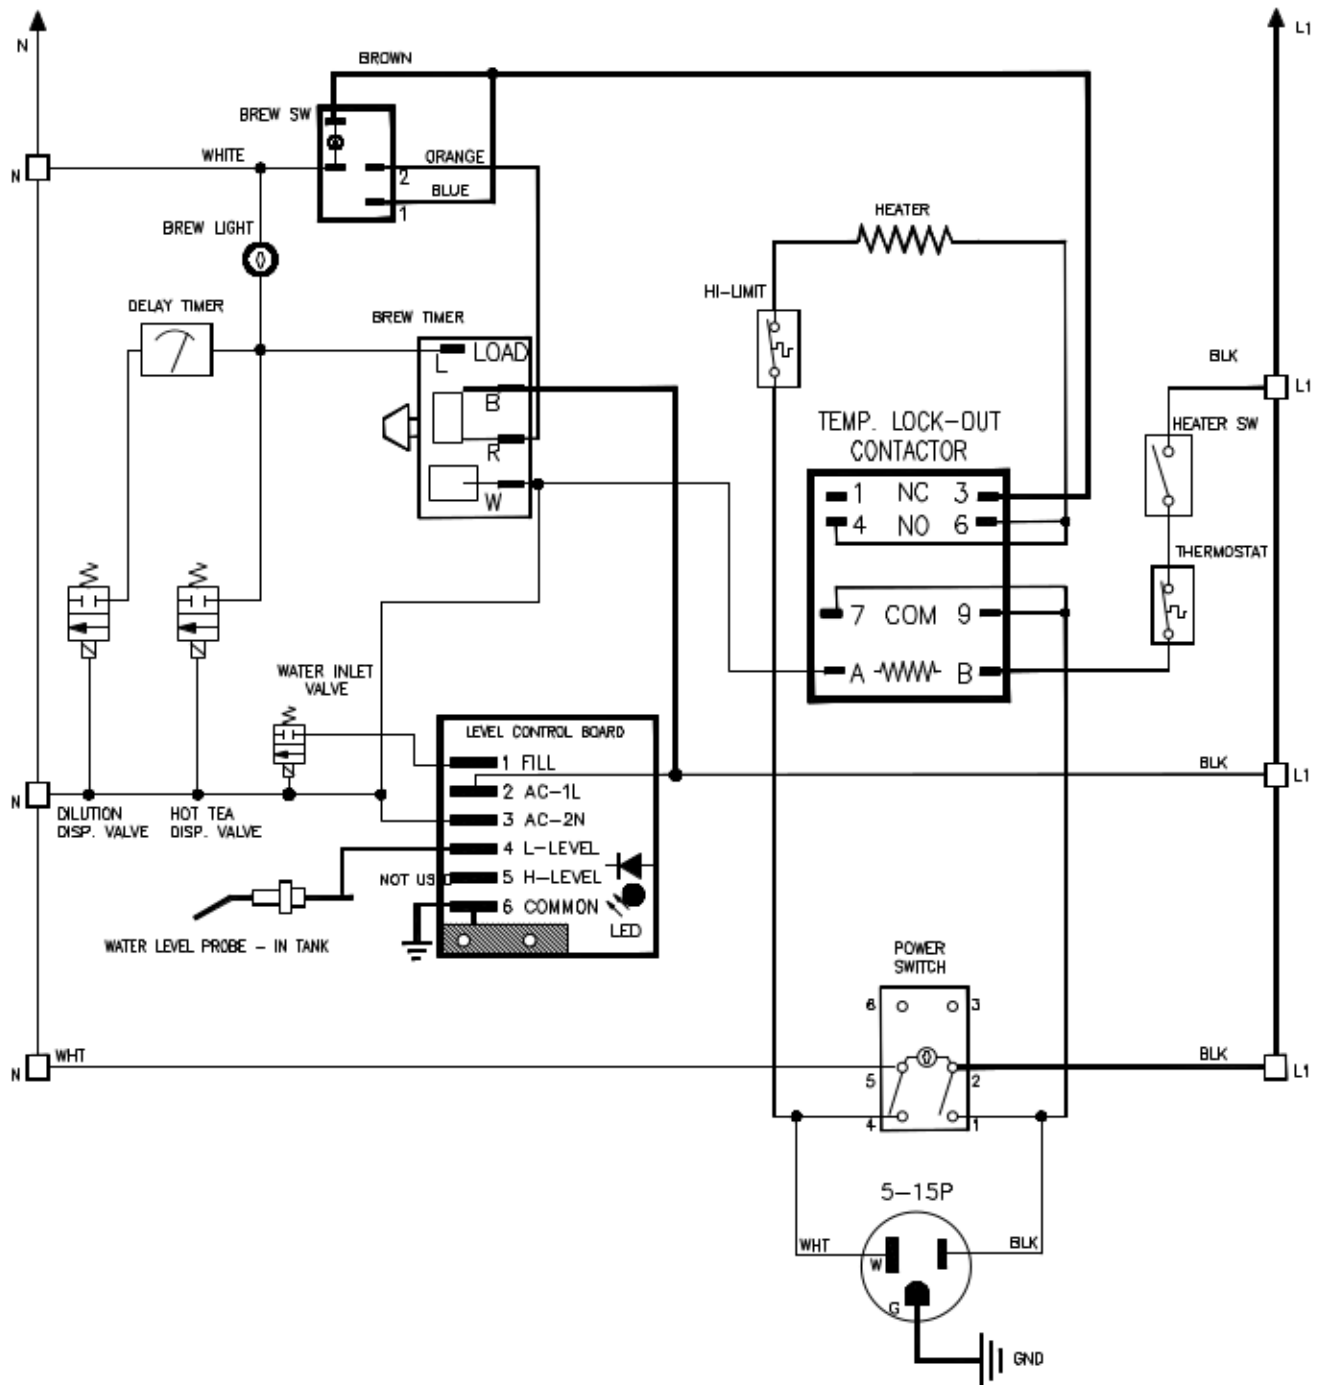 N
L1
BROWN
BREW SW
WHITE
ORANGE
N
2
BLUE
1
HEATER
BREW LIGHT
HI-LIMIT
DELAY TIMER
BREW TIMER
LOAD
L
BLK
L1
B
TEMP. LOCK-OUT
CONTACTOR
HEATER SW
R
1 NC 3
W
4 NO 6
THERMOSTAT
7 COM 9
WATER INLET
VALVE
A B
LEVEL CONTROL BOARD
1 FILL
BLK
L1
2 AC-1L
N
DILUTION
DISP. VALVE
HOT TEA
DISP. VALVE
3 AC-2N
4 L-LEVEL
NOT US
5 H-LEVEL
6 COMMON
LED
WATER LEVEL PROBE - IN TANK
POWER
SWITCH
6 3
WHT
BLK
N
L1
5 2
4 1
5-15P
WHT
BLK
W
G
GND